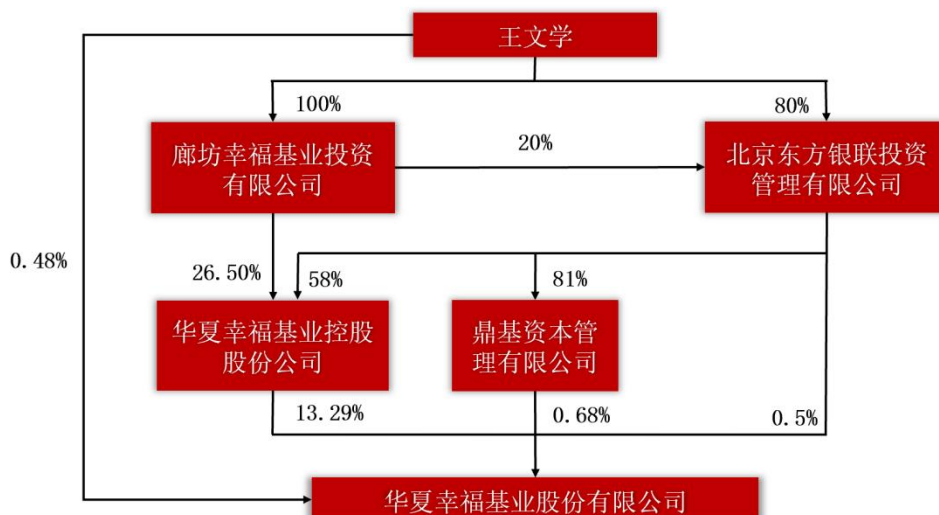 王文学
100%
80%
廊坊幸福基业投资
有限公司
20%
北京东方银联投资
管理有限公司
0.48%
26.50%
58%
81%
华夏幸福基业控股
股份公司
鼎基资本管
理有限公司
13.29%
0.68%
0.5%
华夏幸福基业股份有限公司